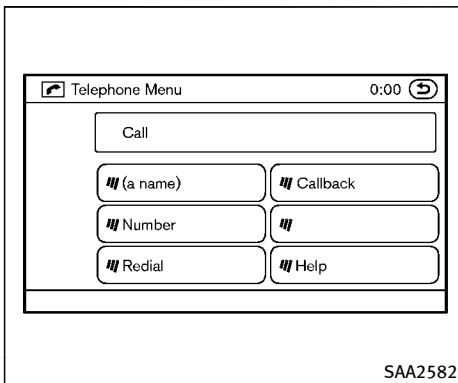 Telephone Menu 0:00
Call
(a name) Callback
Number
Redial Help
SAA2582